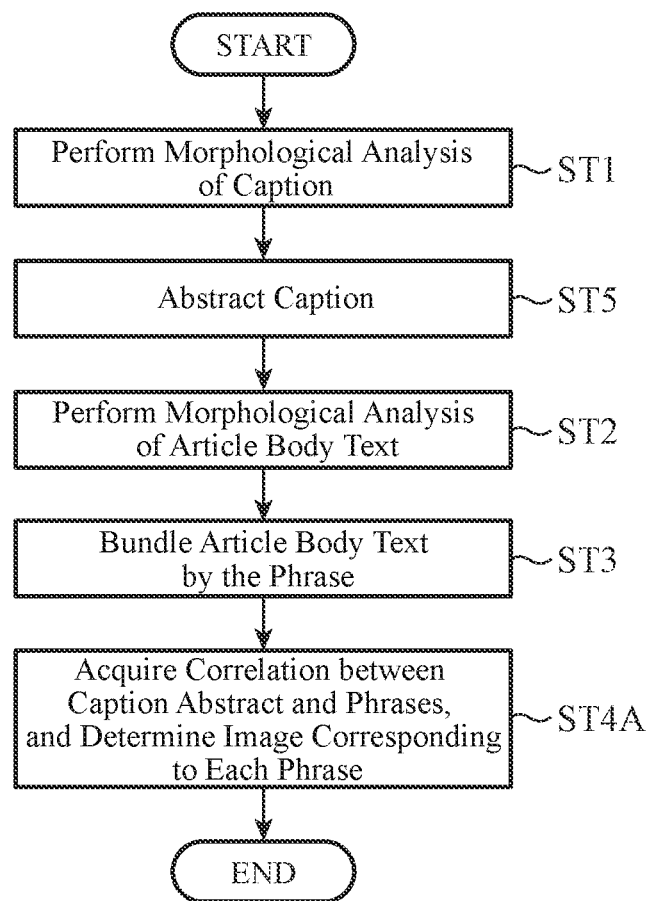 START
Perform Morphological Analysis
of Caption
ST1
Abstract Caption
ST5
Perform Morphological Analysis
of Article Body Text
ST2
Bundle Article Body Text
by the Phrase
ST3
Acquire Correlation between
Caption Abstract and Phrases,
and Determine Image Corresponding
to Each Phrase
ST4A
END